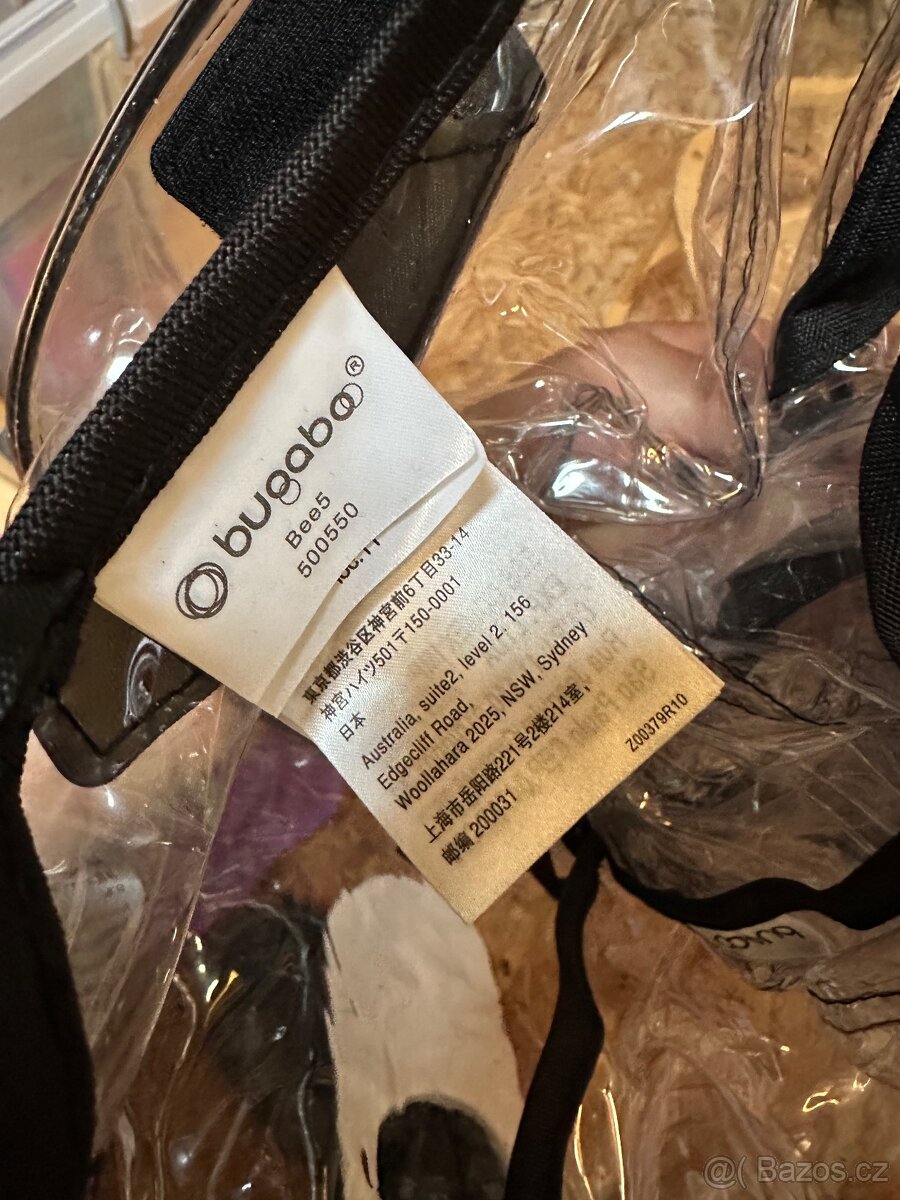 bugaboo®
Bee5
500550
東京都渋谷区神宮前6丁目33-14
神宮ハイツ501〒150-0001
日本
Australia, suite2, level 2. 156
Edgecliff Road,
Woollahara 2025, NSW, Sydney
上海市岳阳路221号2楼214室,
邮编 200031
Z00379R10
@( Bazos.cz